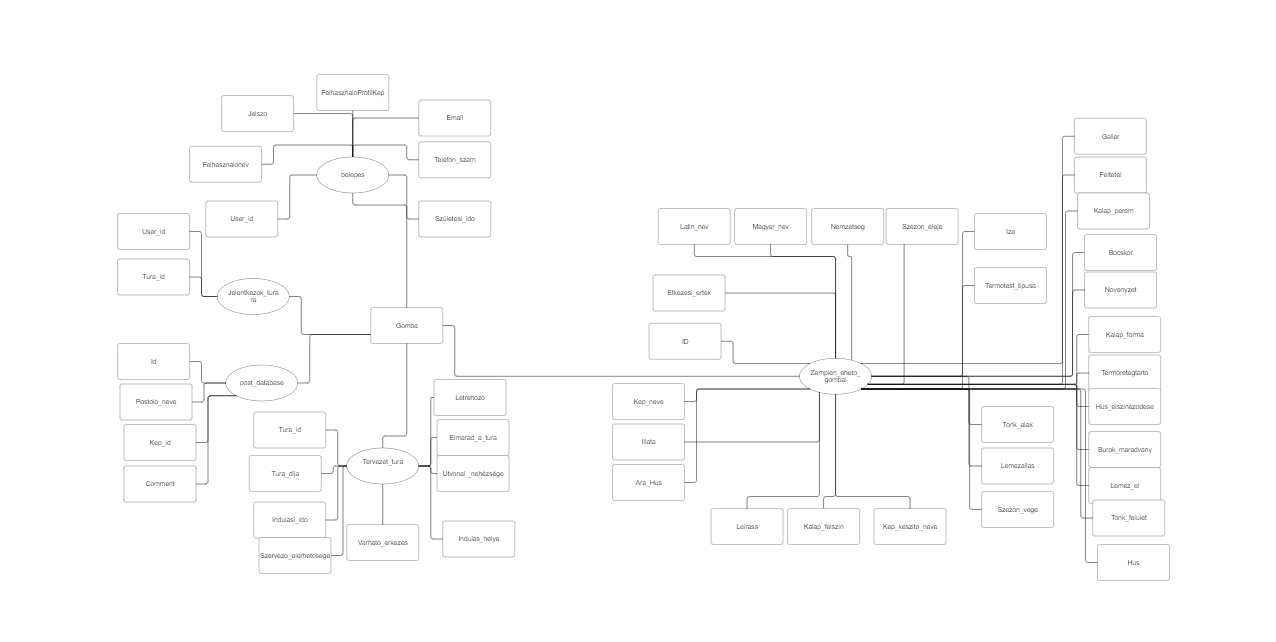 FelhasznaloProfilKep
Jelszo
Email
Felhasznalonev
Telefon_szam
belepes
User_id
Születesi_ido
User_id
Tura_id
Jelentkezok_tura
ra
Gomba
Id
post_database
Postolo_neve
Kep_id
Comment
Letrehozo
Tura_id
Elmarad_a_tura
Tervezet_tura
Tura_dija
Utvonal _nehézsége
Indulasi_ido
Szervezo_elerhetosege
Varhato_erkezes
Indulas_helye
Galler
Feltetel
Kalap_perem
Latin_nev
Magyar_nev
Nemzetseg
Szezon_eleje
Ize
Bocskor
Etkezesi_ertek
Termotest_tipusa
Novenyzet
ID
Kalap_forma
Zemplen_eheto_
gombai
Termoretegtarto
Kep_neve
Hus_elszinezodese
Tonk_alak
Illata
Burok_maradvany
Lemezallas
Ara_Hus
Lemez_el
Szezon_vege
Tonk_felulet
Leirass
Kalap_felszin
Kep_keszito_neve
Hus